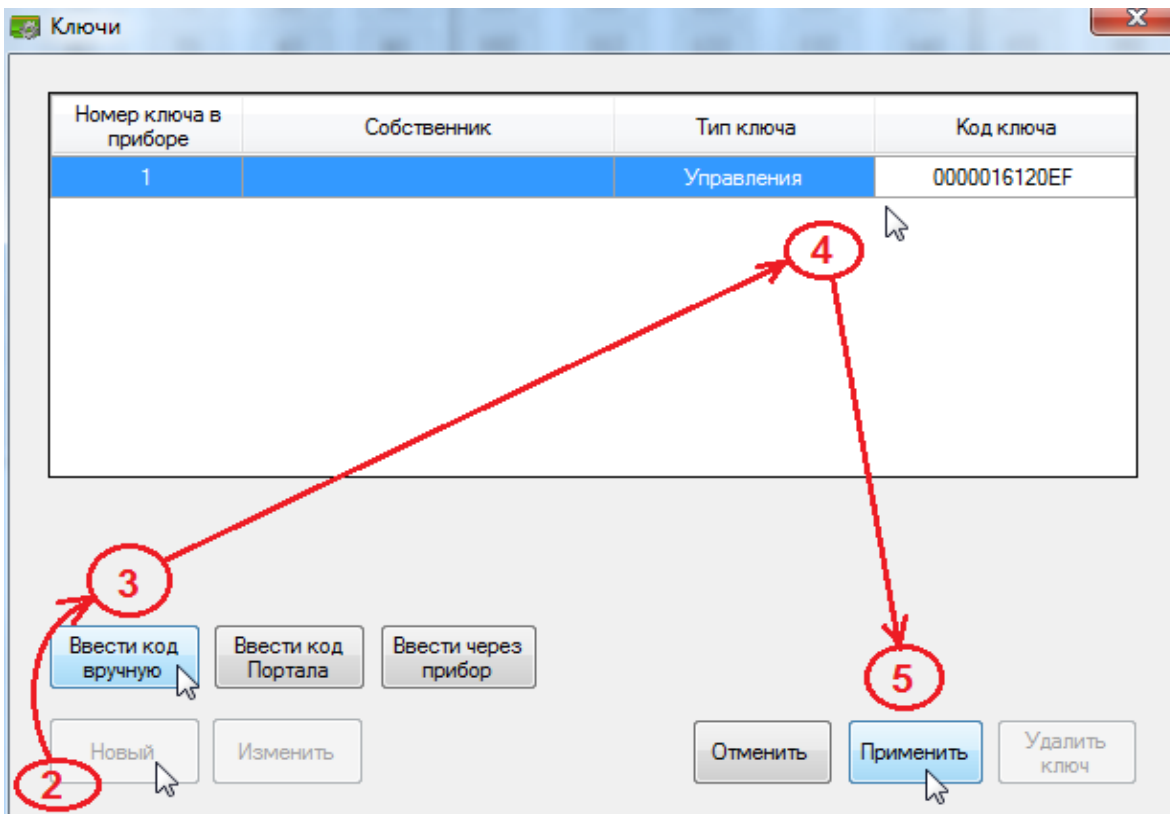 Ключи
Номер ключа в
приборе
Собственник
Тип ключа
Код ключа
1
Управления
0000016120EF
4
3
5
Ввести код
вручную
Ввести код
Портала
Ввести через
прибор
2
Новый
Изменить
Отменить
Применить
Удалить
ключ